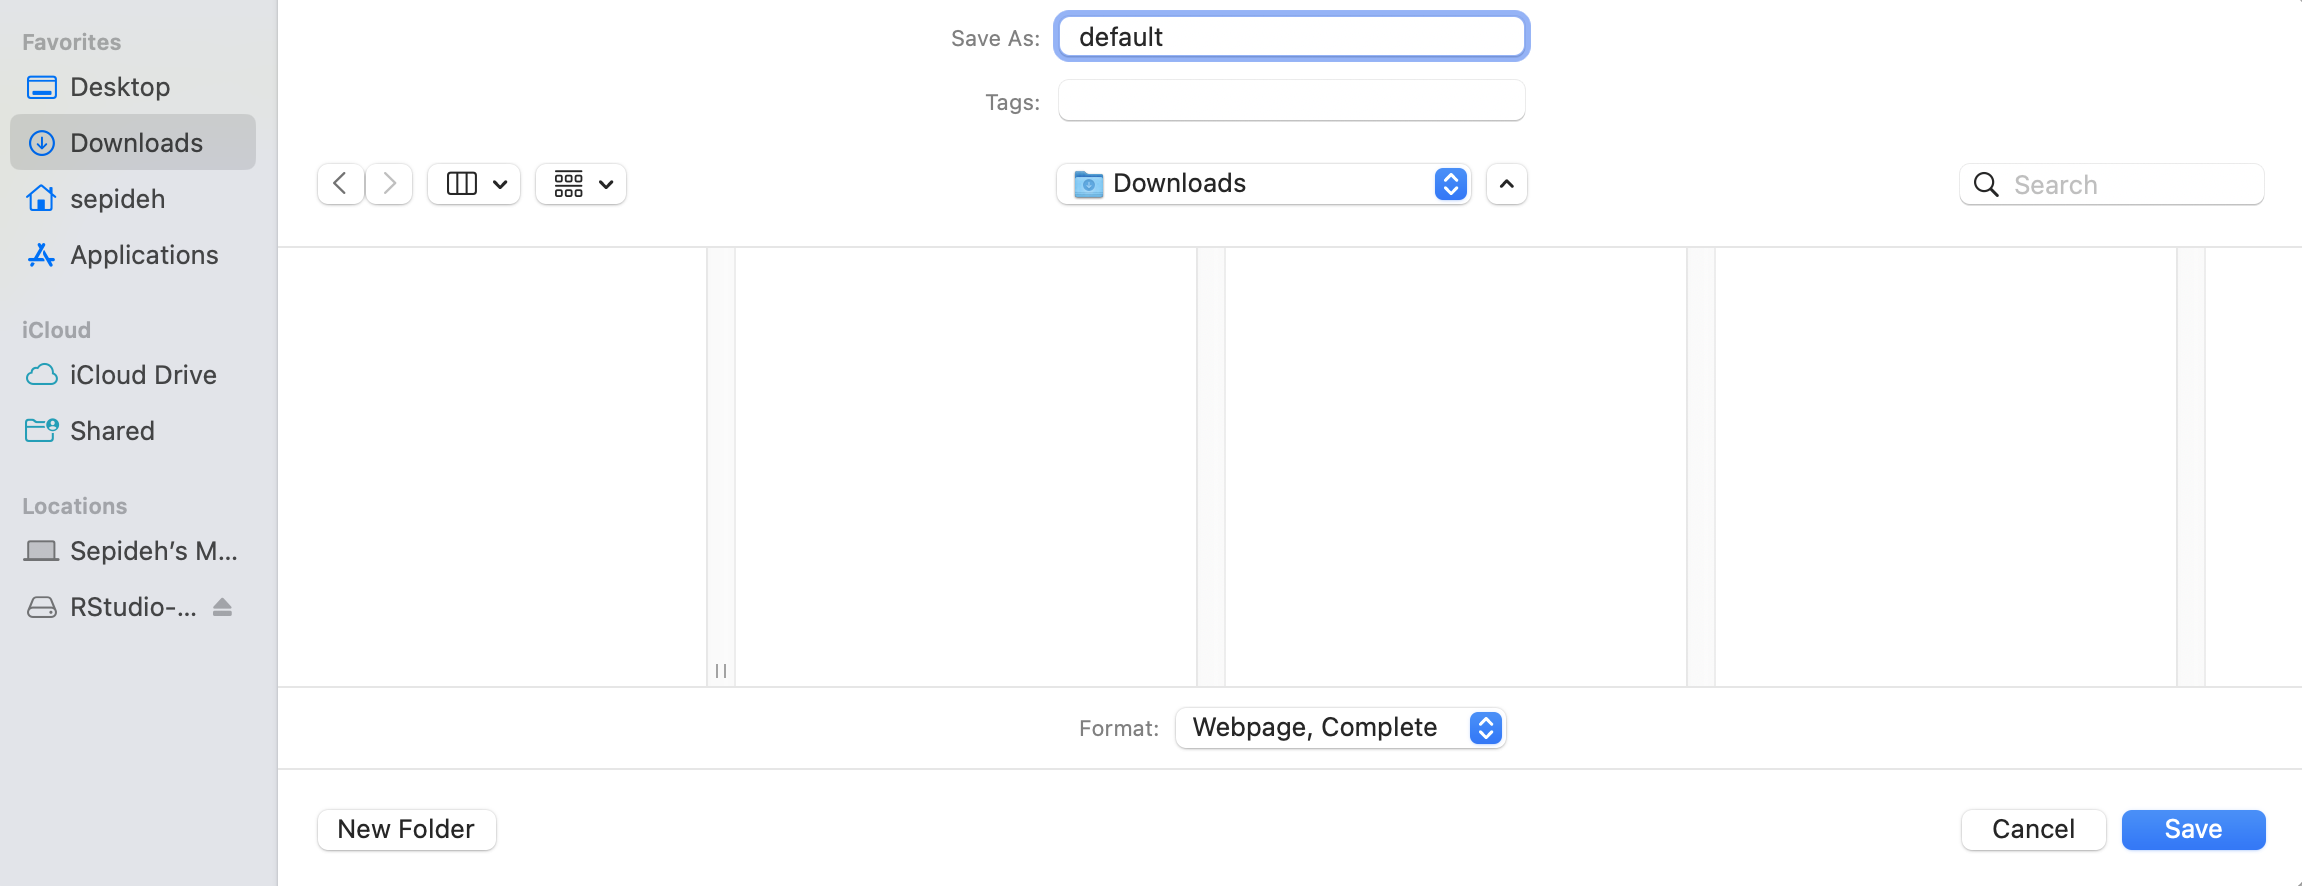 Favorites
Desktop
Downloads
sepideh
Applications
iCloud
iCloud Drive
Shared
Locations
Sepideh’s M...
RStudio-...
Save As: default
Tags:
Downloads
Search
Format: Webpage, Complete
New Folder
Cancel
Save